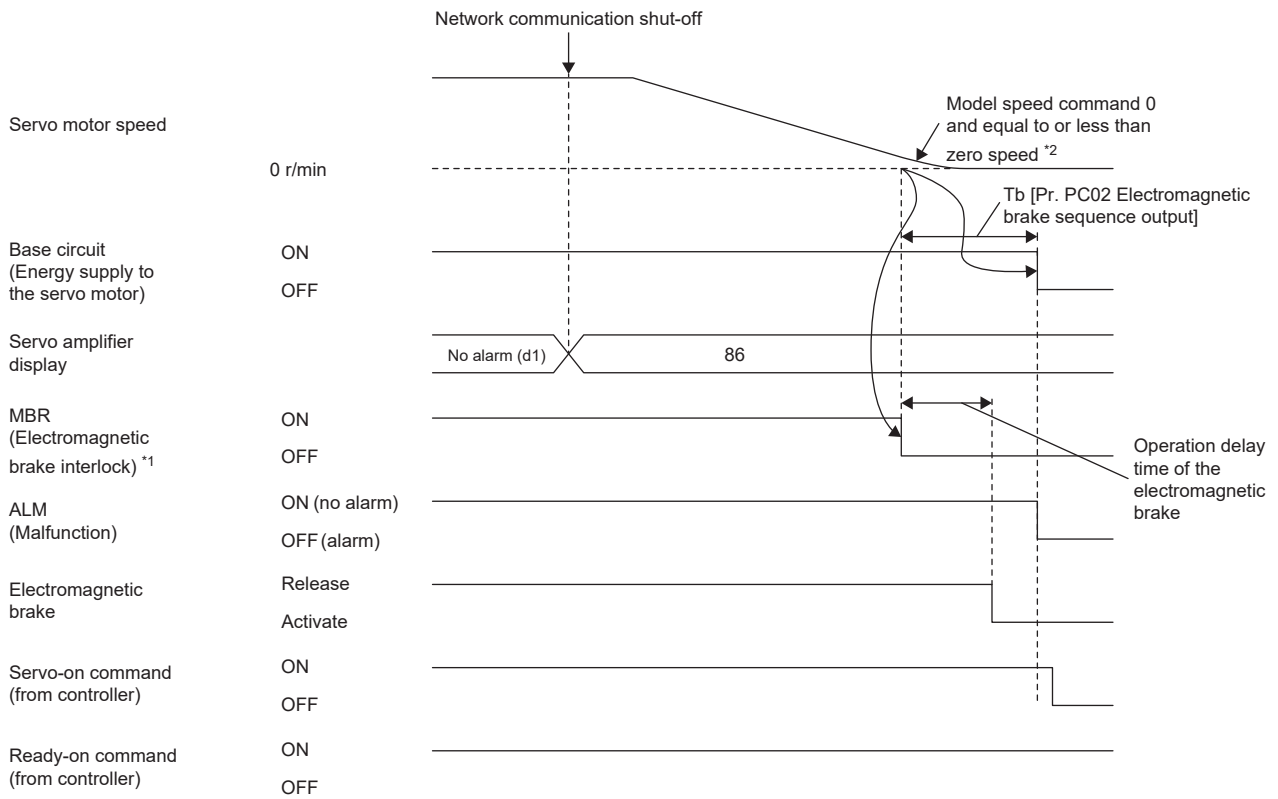 Network communication shut-off
Servo motor speed
0 r/min
Model speed command 0
and equal to or less than
zero speed *2
Tb [Pr. PC02 Electromagnetic
brake sequence output]
Base circuit
(Energy supply to
the servo motor)
ON
OFF
Servo amplifier
display
No alarm (d1)
86
MBR
(Electromagnetic
brake interlock) *1
ON
OFF
Operation delay
time of the
electromagnetic
brake
ALM
(Malfunction)
ON (no alarm)
OFF (alarm)
Electromagnetic
brake
Release
Activate
Servo-on command
(from controller)
ON
OFF
Ready-on command
(from controller)
ON
OFF